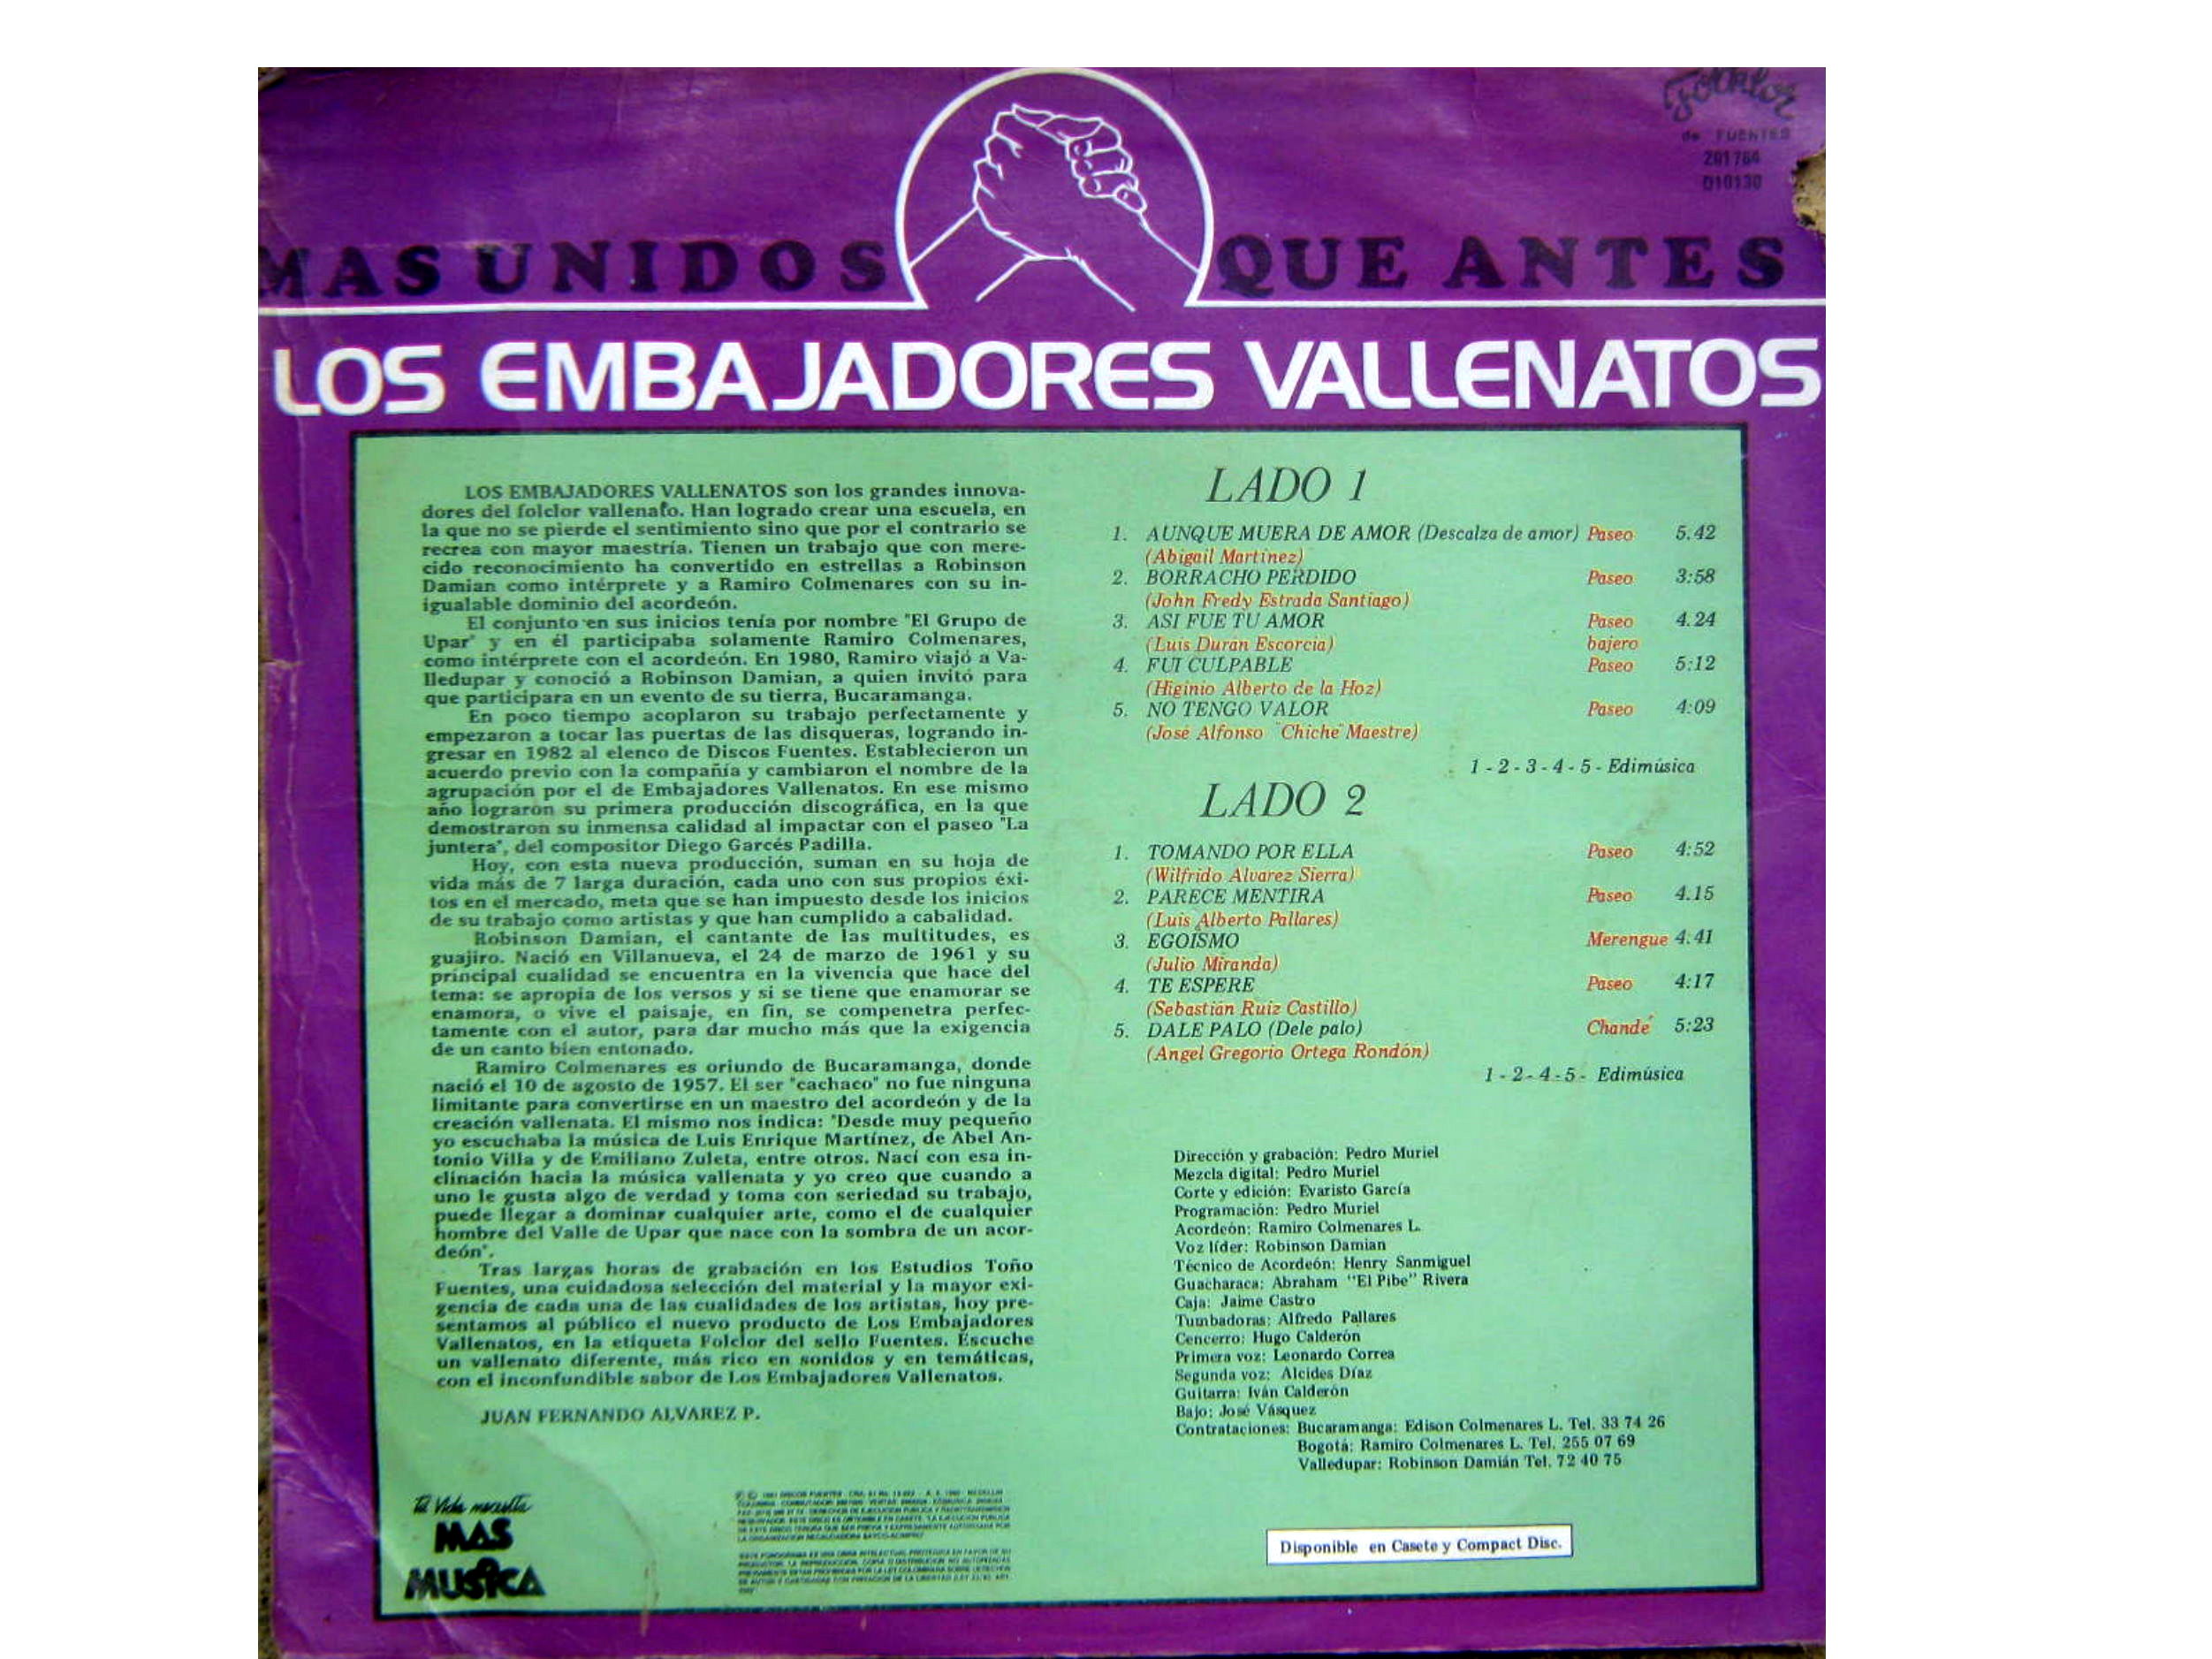 Folklor
de FUENTES
201764
D10130
MAS UNIDOS QUE ANTES
LOS EMBAJADORES VALLENATOS
LOS EMBAJADORES VALLENATOS son los grandes innova-
dores del folclor vallenato. Han logrado crear una escuela, en
la que no se pierde el sentimiento sino que por el contrario se
recrea con mayor maestría. Tienen un trabajo que con mere-
cido reconocimiento ha convertido en estrellas a Robinson
Damian como intérprete y a Ramiro Colmenares con su in-
igualable dominio del acordeón.
El conjunto en sus inicios tenía por nombre "El Grupo de
Upar" y en él participaba solamente Ramiro Colmenares,
como intérprete con el acordeón. En 1980, Ramiro viajó a Va-
lledupar y conoció a Robinson Damian, a quien invitó para
que participara en un evento de su tierra, Bucaramanga.
En poco tiempo acoplaron su trabajo perfectamente y
empezaron a tocar las puertas de las disqueras, logrando in-
gresar en 1982 al elenco de Discos Fuentes. Establecieron un
acuerdo previo con la compañía y cambiaron el nombre de la
agrupación por el de Embajadores Vallenatos. En ese mismo
año lograron su primera producción discográfica, en la que
demostraron su inmensa calidad al impactar con el paseo "La
juntera", del compositor Diego Garcés Padilla.
Hoy, con esta nueva producción, suman en su hoja de
vida más de 7 larga duración, cada uno con sus propios éxi-
tos en el mercado, meta que se han impuesto desde los inicios
de su trabajo como artistas y que han cumplido a cabalidad.
Robinson Damian, el cantante de las multitudes, es
guajiro. Nació en Villanueva, el 24 de marzo de 1961 y su
principal cualidad se encuentra en la vivencia que hace del
tema: se apropia de los versos y si se tiene que enamorar se
enamora, o vive el paisaje, en fin, se compenetra perfec-
tamente con el autor, para dar mucho más que la exigencia
de un canto bien entonado.
Ramiro Colmenares es oriundo de Bucaramanga, donde
nació el 10 de agosto de 1957. El ser "cachaco" no fue ninguna
limitante para convertirse en un maestro del acordeón y de la
creación vallenata. El mismo nos indica: "Desde muy pequeño
yo escuchaba la música de Luis Enrique Martínez, de Abel An-
tonio Villa y de Emiliano Zuleta, entre otros. Nací con esa in-
clinación hacia la música vallenata y yo creo que cuando a
uno le gusta algo de verdad y toma con seriedad su trabajo,
puede llegar a dominar cualquier arte, como el de cualquier
hombre del Valle de Upar que nace con la sombra de un acor-
deón".
Tras largas horas de grabación en los Estudios Toño
Fuentes, una cuidadosa selección del material y la mayor exi-
gencia de cada una de las cualidades de los artistas, hoy pre-
sentamos al público el nuevo producto de Los Embajadores
Vallenatos, en la etiqueta Folclor del sello Fuentes. Escuche
un vallenato diferente, más rico en sonidos y en temáticas,
con el inconfundible sabor de Los Embajadores Vallenatos.
JUAN FERNANDO ALVAREZ P.
LADO 1
1. AUNQUE MUERA DE AMOR (Descalza de amor) Paseo 5:42
(Abigail Martinez)
2. BORRACHO PERDIDO Paseo 3:58
(John Fredy Estrada Santiago)
3. ASI FUE TU AMOR Paseo 4.24
(Luis Durán Escorcia) bajero
4. FUI CULPABLE Paseo 5:12
(Higinio Alberto de la Hoz)
5. NO TENGO VALOR Paseo 4:09
(José Alfonso "Chiche" Maestre)
1 - 2 - 3 - 4 - 5 - Edimúsica
LADO 2
1. TOMANDO POR ELLA Paseo 4:52
(Wilfrido Alvarez Sierra)
2. PARECE MENTIRA Paseo 4.15
(Luis Alberto Pallares)
3. EGOÍSMO Merengue 4:41
(Julio Miranda)
4. TE ESPERE Paseo 4:17
(Sebastián Ruiz Castillo)
5. DALE PALO (Dele palo) Chandé 5:23
(Angel Gregorio Ortega Rondón)
1 - 2 - 4 - 5 - Edimúsica
Dirección y grabación: Pedro Muriel
Mezcla digital: Pedro Muriel
Corte y edición: Evaristo García
Programación: Pedro Muriel
Acordeón: Ramiro Colmenares L.
Voz líder: Robinson Damian
Técnico de Acordeón: Henry Sanmiguel
Guacharaca: Abraham "El Pibe" Rivera
Caja: Jaime Castro
Tumbadoras: Alfredo Pallares
Cencerro: Hugo Calderón
Primera voz: Leonardo Correa
Segunda voz: Alcides Díaz
Guitarra: Iván Calderón
Bajo: José Vásquez
Contrataciones: Bucaramanga: Edison Colmenares L. Tel. 33 74 26
Bogotá: Ramiro Colmenares L. Tel. 255 07 69
Valledupar: Robinson Damián Tel. 72 40 75
Tu Vida necesita
MAS
MUSICA
Disponible en Casete y Compact Disc.